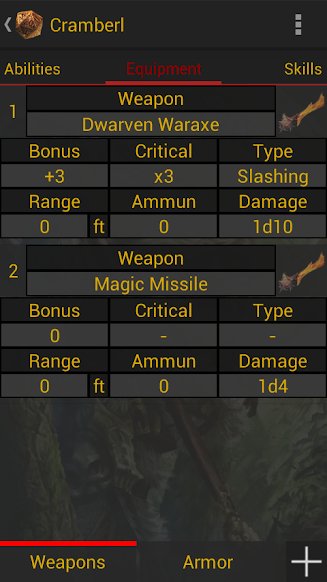 Cramberl
Abilities Equipment Skills
1 Weapon
Dwarven Waraxe
Bonus Critical Type
+3 x3 Slashing
Range Ammun Damage
0 ft 0 1d10
2 Weapon
Magic Missile
Bonus Critical Type
0 - -
Range Ammun Damage
0 ft 0 1d4
Weapons Armor